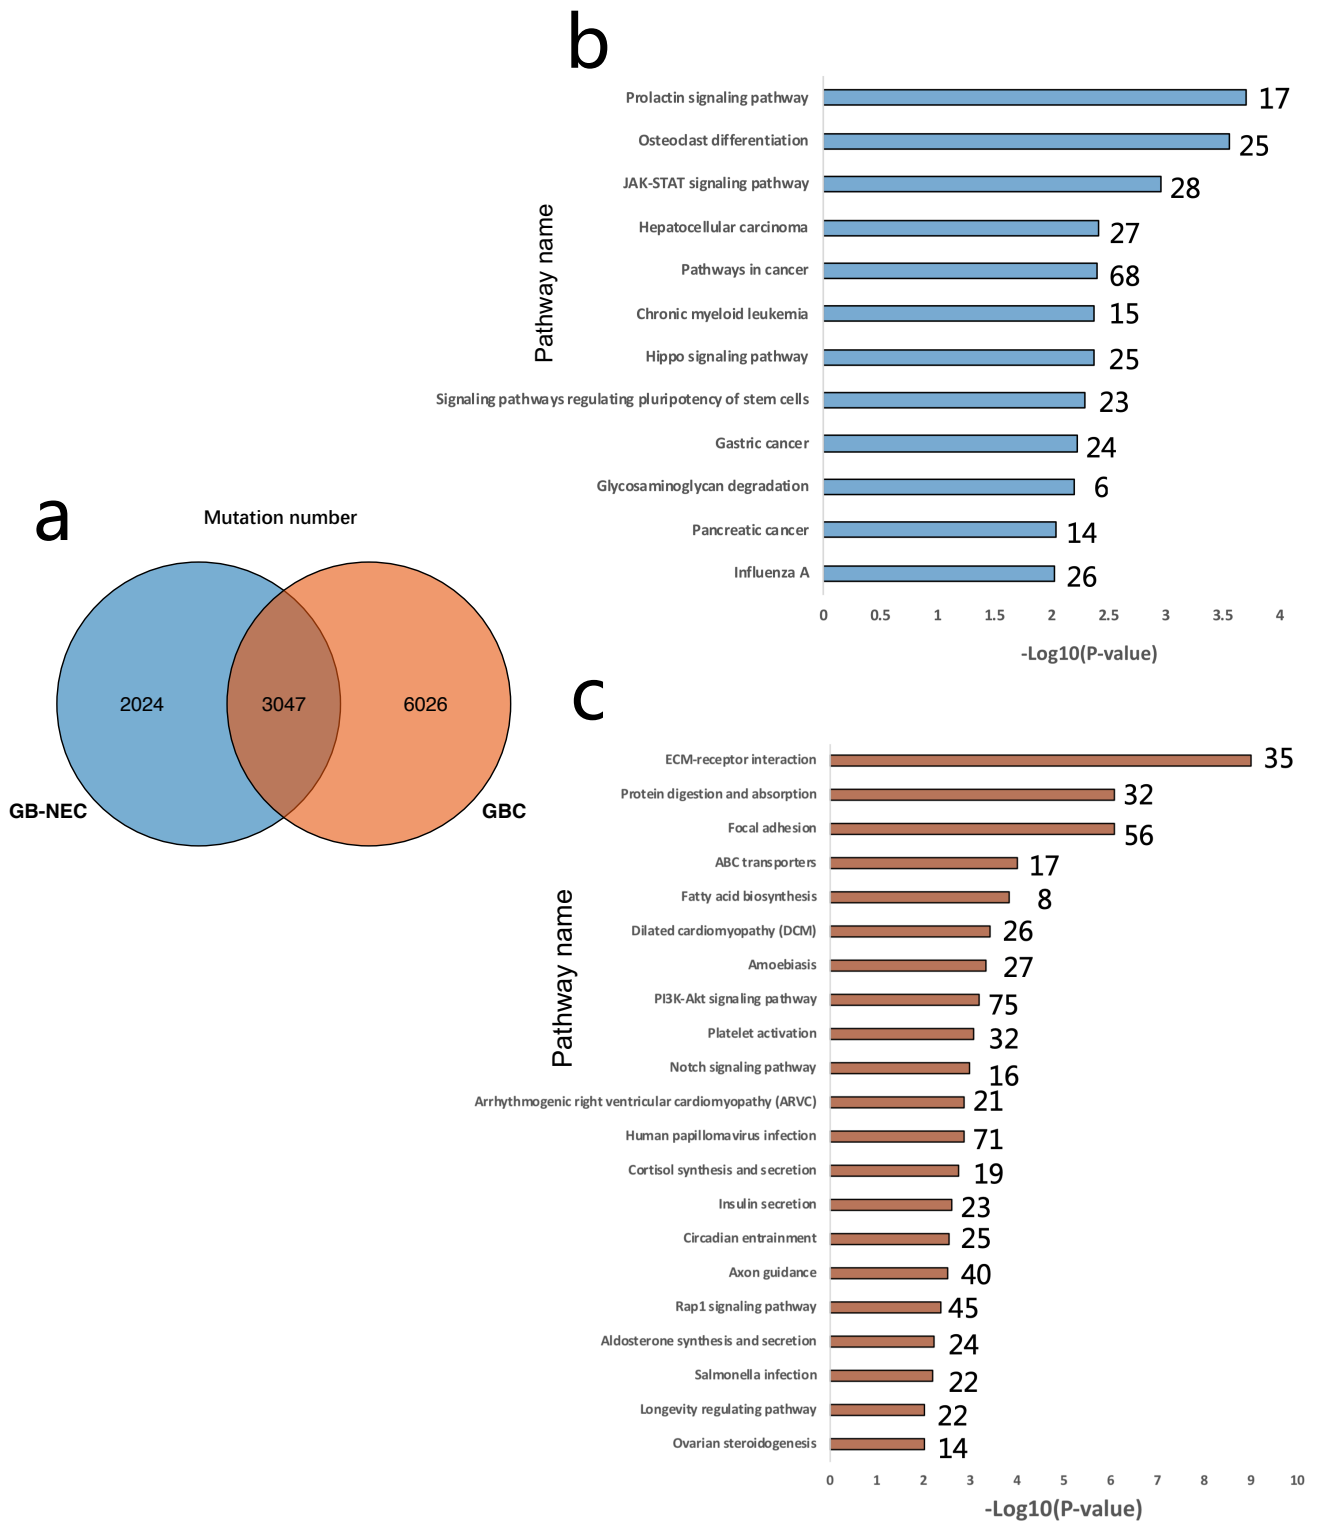 b
Prolactin signaling pathway 17
Osteoclast differentiation 25
JAK-STAT signaling pathway 28
Hepatocellular carcinoma 27
Pathways in cancer 68
Chronic myeloid leukemia 15
Hippo signaling pathway 25
Signaling pathways regulating pluripotency of stem cells 23
Gastric cancer 24
Glycosaminoglycan degradation 6
Pancreatic cancer 14
Influenza A 26
Pathway name
0 0.5 1 1.5 2 2.5 3 3.5 4
-Log10(P-value)
a
Mutation number
2024 3047 6026
GB-NEC GBC
c
ECM-receptor interaction 35
Protein digestion and absorption 32
Focal adhesion 56
ABC transporters 17
Fatty acid biosynthesis 8
Dilated cardiomyopathy (DCM) 26
Amoebiasis 27
PI3K-Akt signaling pathway 75
Platelet activation 32
Notch signaling pathway 16
Arrhythmogenic right ventricular cardiomyopathy (ARVC) 21
Human papillomavirus infection 71
Cortisol synthesis and secretion 19
Insulin secretion 23
Circadian entrainment 25
Axon guidance 40
Rap1 signaling pathway 45
Aldosterone synthesis and secretion 24
Salmonella infection 22
Longevity regulating pathway 22
Ovarian steroidogenesis 14
Pathway name
0 1 2 3 4 5 6 7 8 9 10
-Log10(P-value)